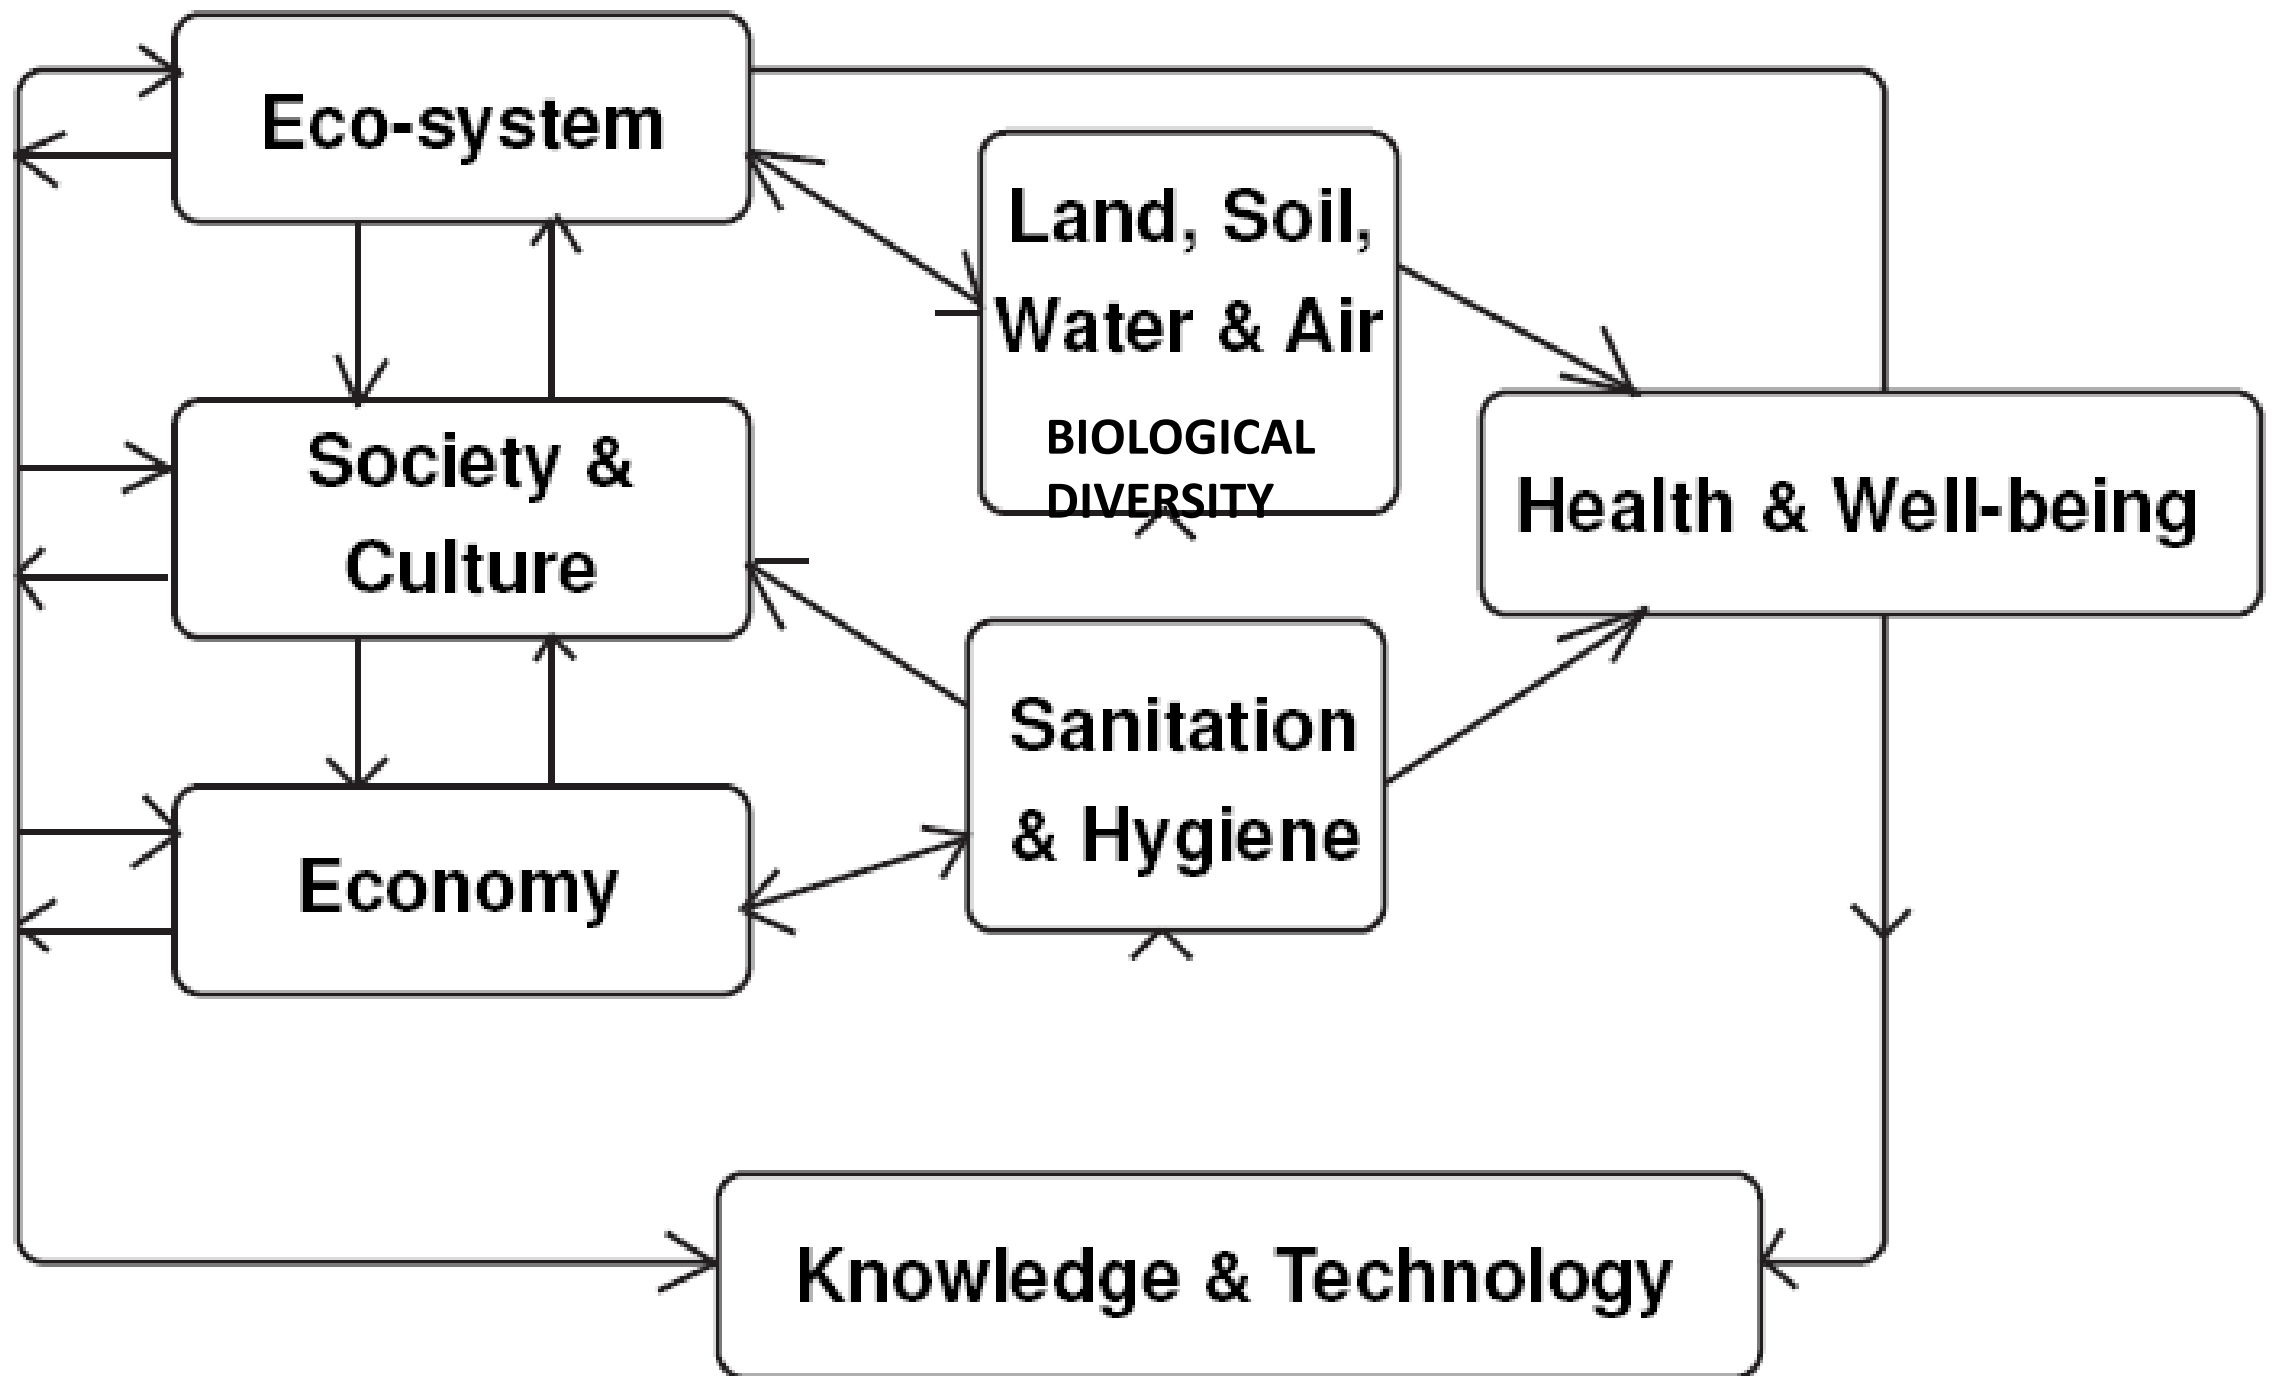 Eco-system
Land, Soil,
Water & Air
BIOLOGICAL
DIVERSITY
Society &
Culture
Health & Well-being
Sanitation
& Hygiene
Economy
Knowledge & Technology